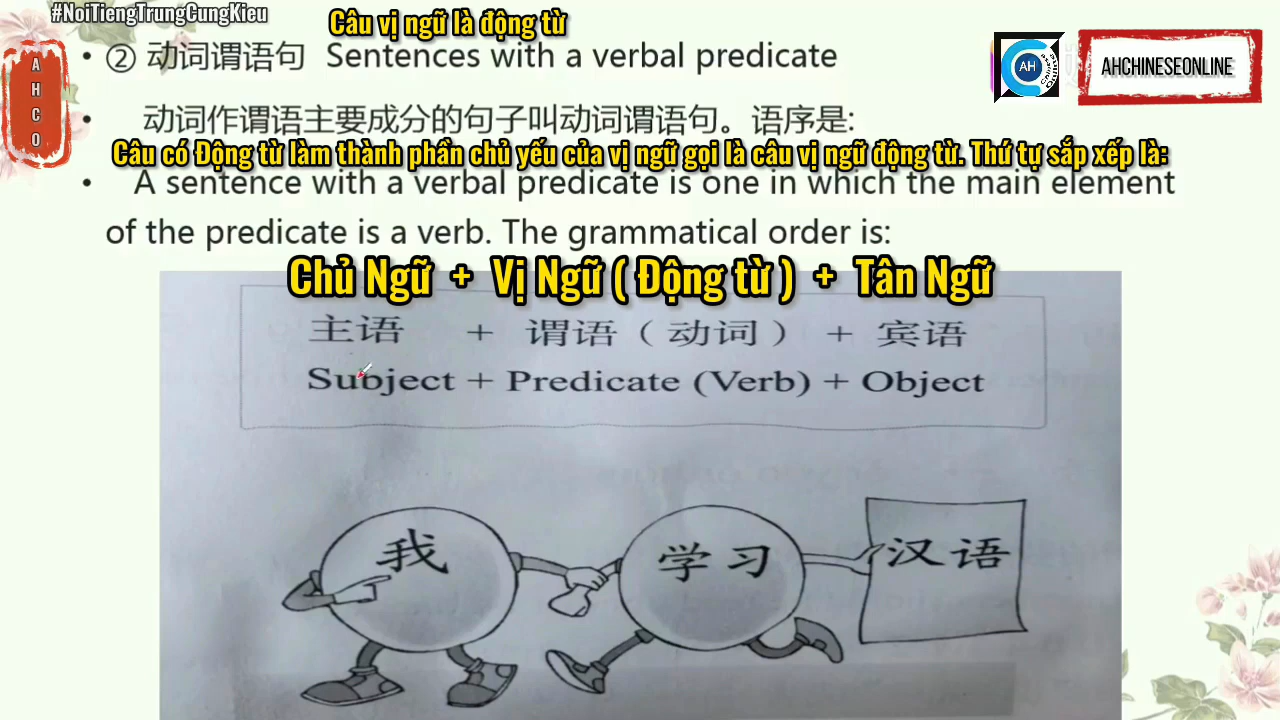 #NoiTiengTrungCungKieu
Câu vị ngữ là động từ
• ② 动词谓语句 Sentences with a verbal predicate
AHCO
AH
AHCHINESEONLINE
• 动词作谓语主要成分的句子叫动词谓语句。语序是:
Câu có Động từ làm thành phần chủ yếu của vị ngữ gọi là câu vị ngữ động từ. Thứ tự sắp xếp là:
• A sentence with a verbal predicate is one in which the main element
of the predicate is a verb. The grammatical order is:
Chủ Ngữ + Vị Ngữ ( Động từ ) + Tân Ngữ
主语 + 谓语（动词）+ 宾语
Subject + Predicate (Verb) + Object
我 学习 汉语